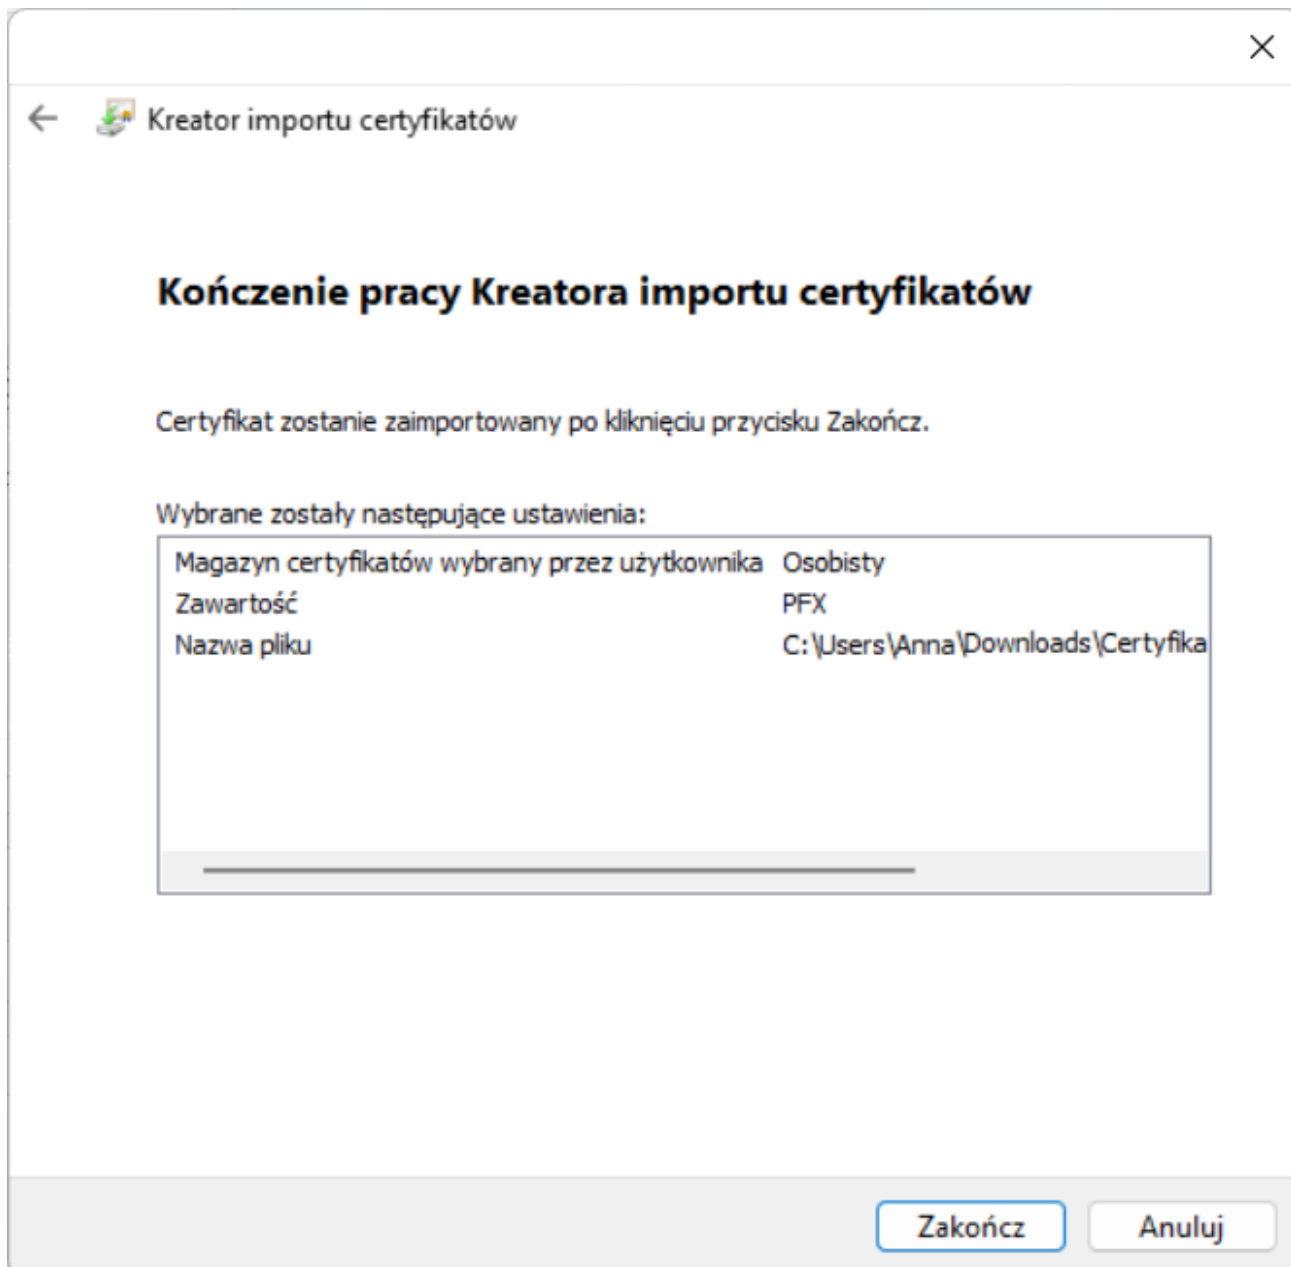 Kreator importu certyfikatów
Kończenie pracy Kreatora importu certyfikatów
Certyfikat zostanie zaimportowany po kliknięciu przycisku Zakończ.
Wybrane zostały następujące ustawienia:
Magazyn certyfikatów wybrany przez użytkownika Osobisty
Zawartość PFX
Nazwa pliku C:\Users\Anna\Downloads\Certyfika
Zakończ Anuluj